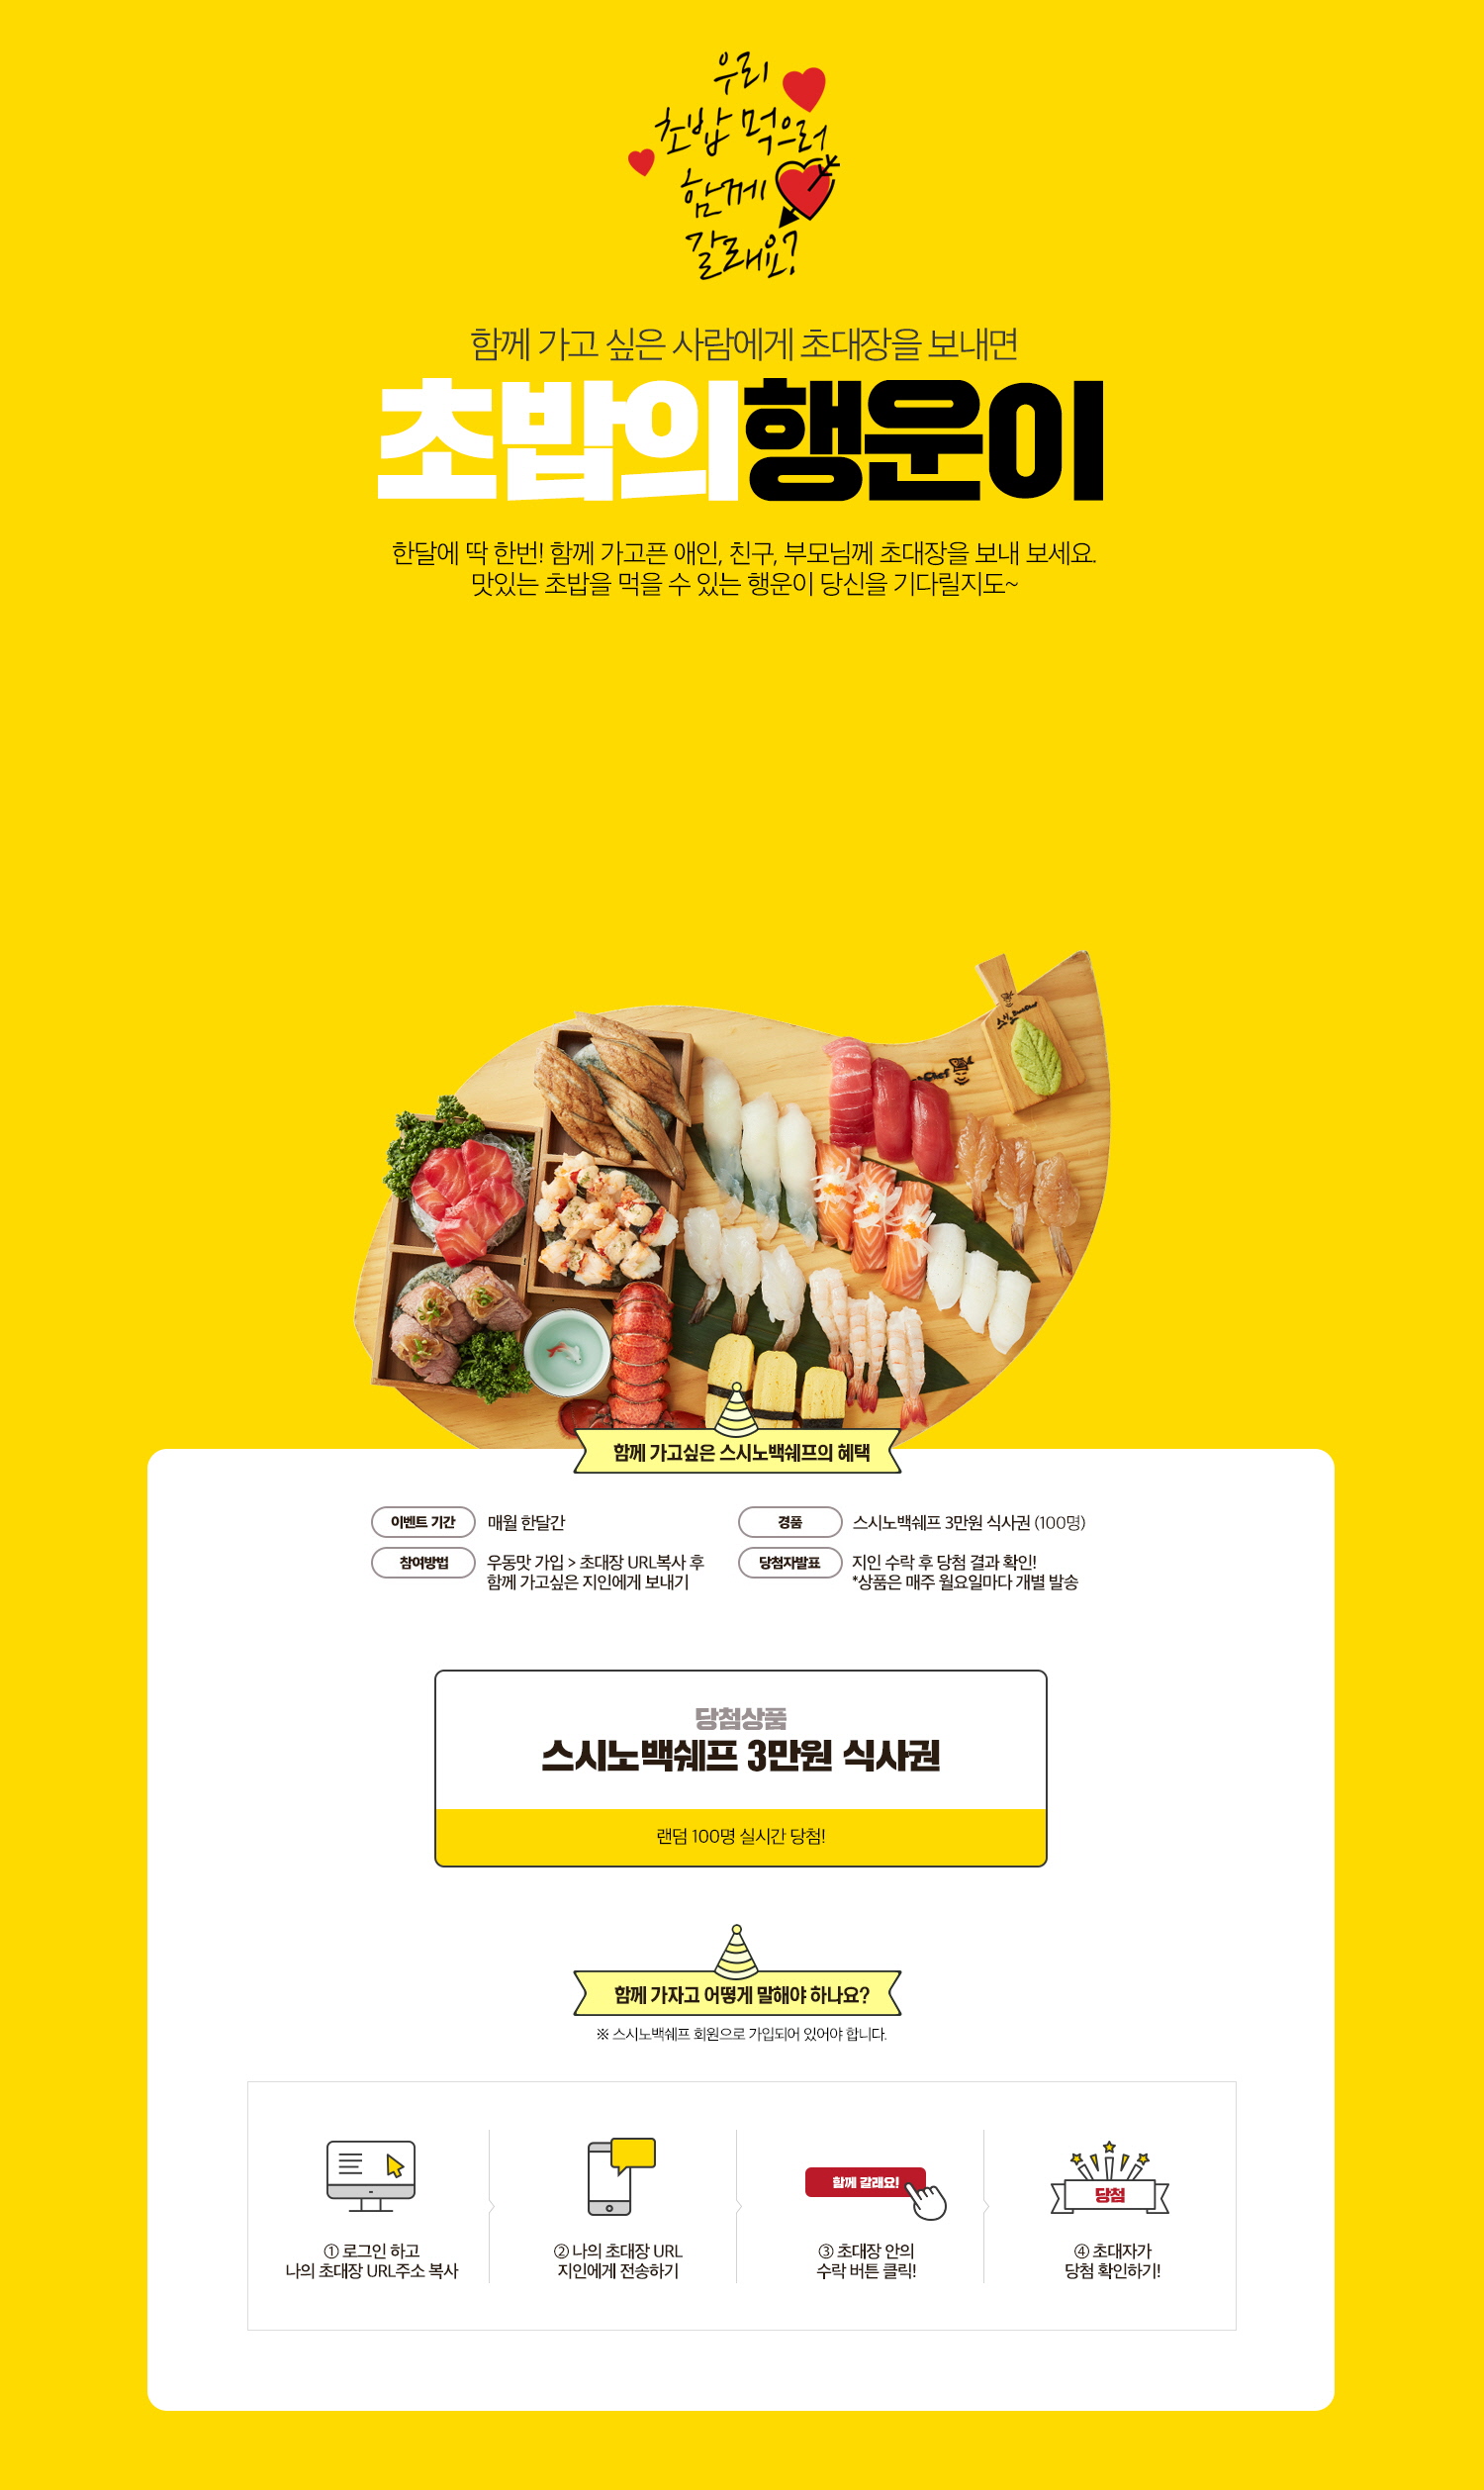 우리
초밥 먹으러
함께
갈래요?
함께 가고 싶은 사람에게 초대장을 보내면
초밥의행운이
한달에 딱 한번! 함께 가고픈 애인, 친구, 부모님께 초대장을 보내 보세요.
맛있는 초밥을 먹을 수 있는 행운이 당신을 기다릴지도~
함께 가고싶은 스시노백쉐프의 혜택
이벤트 기간 매월 한달간
경품 스시노백쉐프 3만원 식사권 (100명)
참여방법 우동맛 가입 > 초대장 URL복사 후
함께 가고싶은 지인에게 보내기
당첨자발표 지인 수락 후 당첨 결과 확인!
*상품은 매주 월요일마다 개별 발송
당첨상품
스시노백쉐프 3만원 식사권
랜덤 100명 실시간 당첨!
함께 가자고 어떻게 말해야 하나요?
※ 스시노백쉐프 회원으로 가입되어 있어야 합니다.
① 로그인 하고
나의 초대장 URL주소 복사
② 나의 초대장 URL
지인에게 전송하기
함께 갈래요!
③ 초대장 안의
수락 버튼 클릭!
당첨
④ 초대자가
당첨 확인하기!